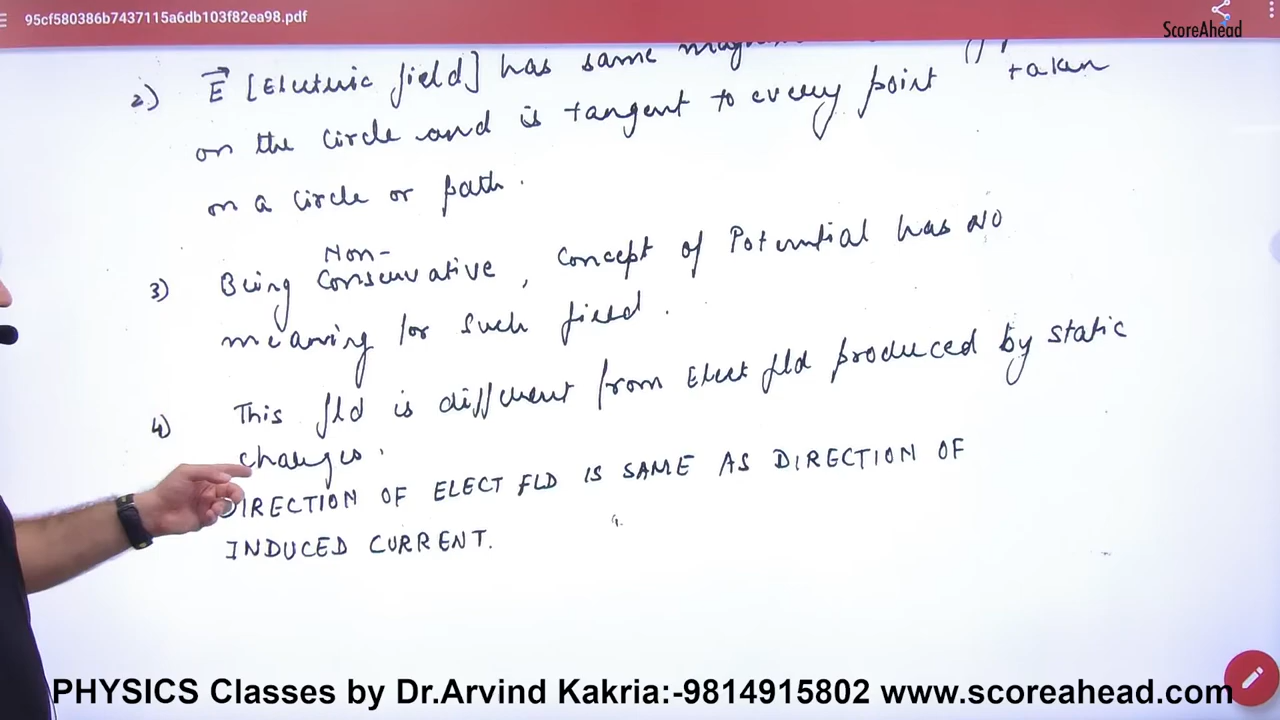 95cf580386b7437115a6db103f82ea98.pdf
ScoreAhead
2) E [Electric field] has same
on the circle and is tangent to every point taken
on a circle or path.
Non-
3) Being Conservative, Concept of Potential has NO
meaning for such field.
4) This fld is different from Elect fld produced by static
charges.
DIRECTION OF ELECT FLD IS SAME AS DIRECTION OF
INDUCED CURRENT.
PHYSICS Classes by Dr.Arvind Kakria:-9814915802 www.scoreahead.com